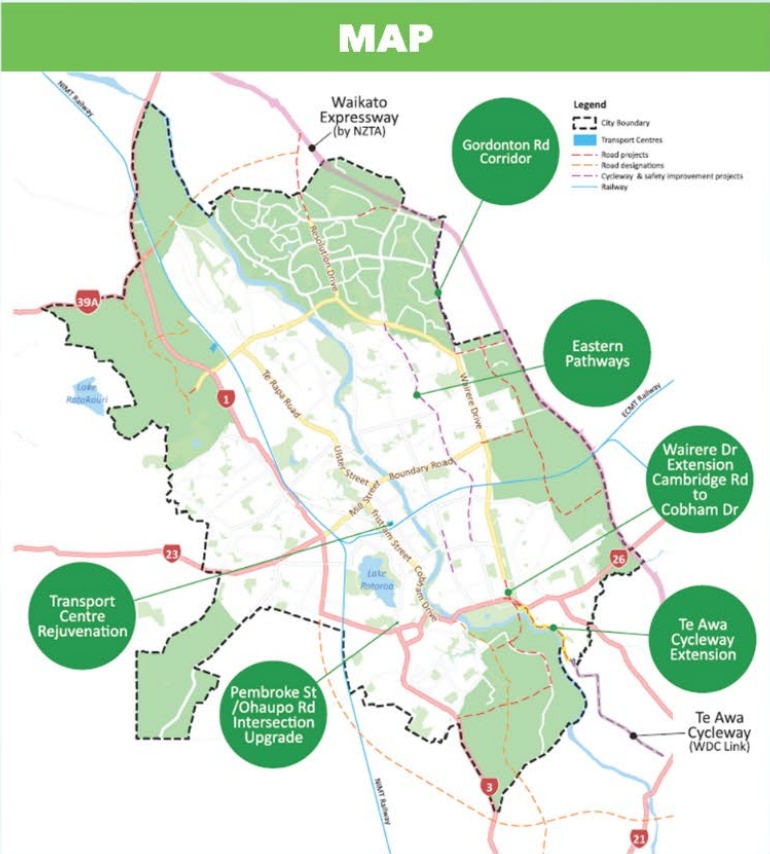 MAP
NIMT Railway
Waikato
Expressway
(by NZTA)
Gordonton Rd
Corridor
Legend
City Boundary
Transport Centres
Road projects
Road designations
Cycleway & safety improvement projects
Railway
Resolution Drive
39A
Eastern
Pathways
Lake
Rotokauri
1
Te Rapa Road
Wairere Drive
ECMT Railway
Wairere Dr
Extension
Cambridge Rd
to
Cobham Dr
Ulster Street
Boundary Road
Mill Street
Tristram Street
23
26
Lake
Rotoroa
Cobham Drive
Transport
Centre
Rejuvenation
Te Awa
Cycleway
Extension
Pembroke St
/Ohaupo Rd
Intersection
Upgrade
Te Awa
Cycleway
(WDC Link)
3
NIMT Railway
21